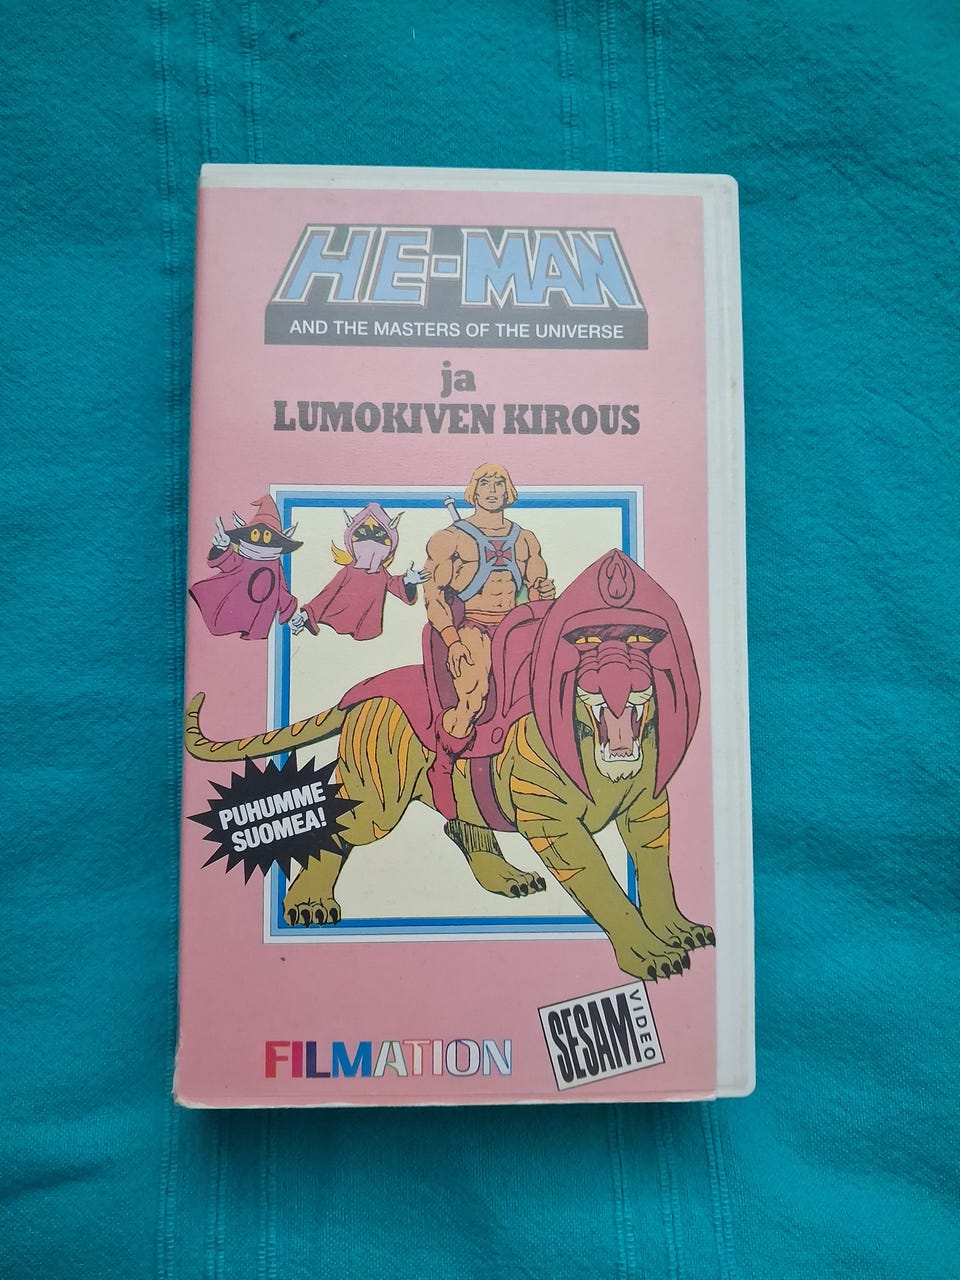 HE-MAN
AND THE MASTERS OF THE UNIVERSE
ja
LUMOKIVEN KIROUS
O
PUHUMME
SUOMEA!
FILMATION
SESAM
VIDEO